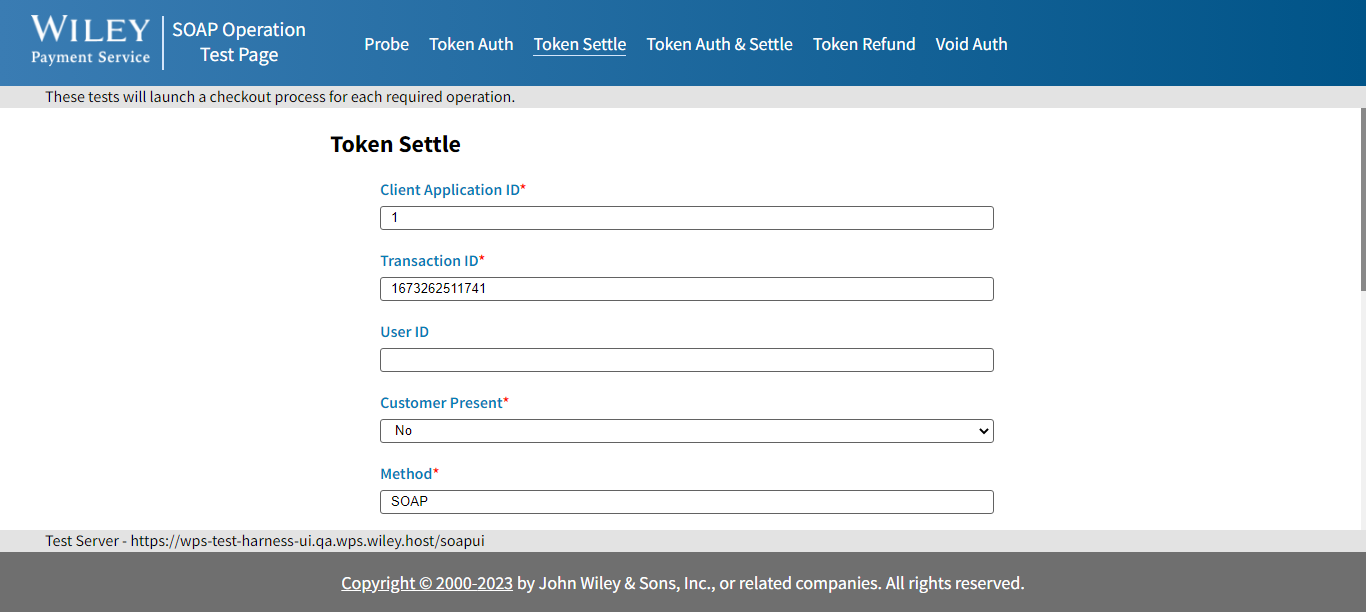 WILEY
Payment Service
SOAP Operation
Test Page
Probe Token Auth Token Settle Token Auth & Settle Token Refund Void Auth
These tests will launch a checkout process for each required operation.
Token Settle
Client Application ID*
1
Transaction ID*
1673262511741
User ID
Customer Present*
No
Method*
SOAP
Test Server - https://wps-test-harness-ui.qa.wps.wiley.host/soapui
Copyright © 2000-2023 by John Wiley & Sons, Inc., or related companies. All rights reserved.